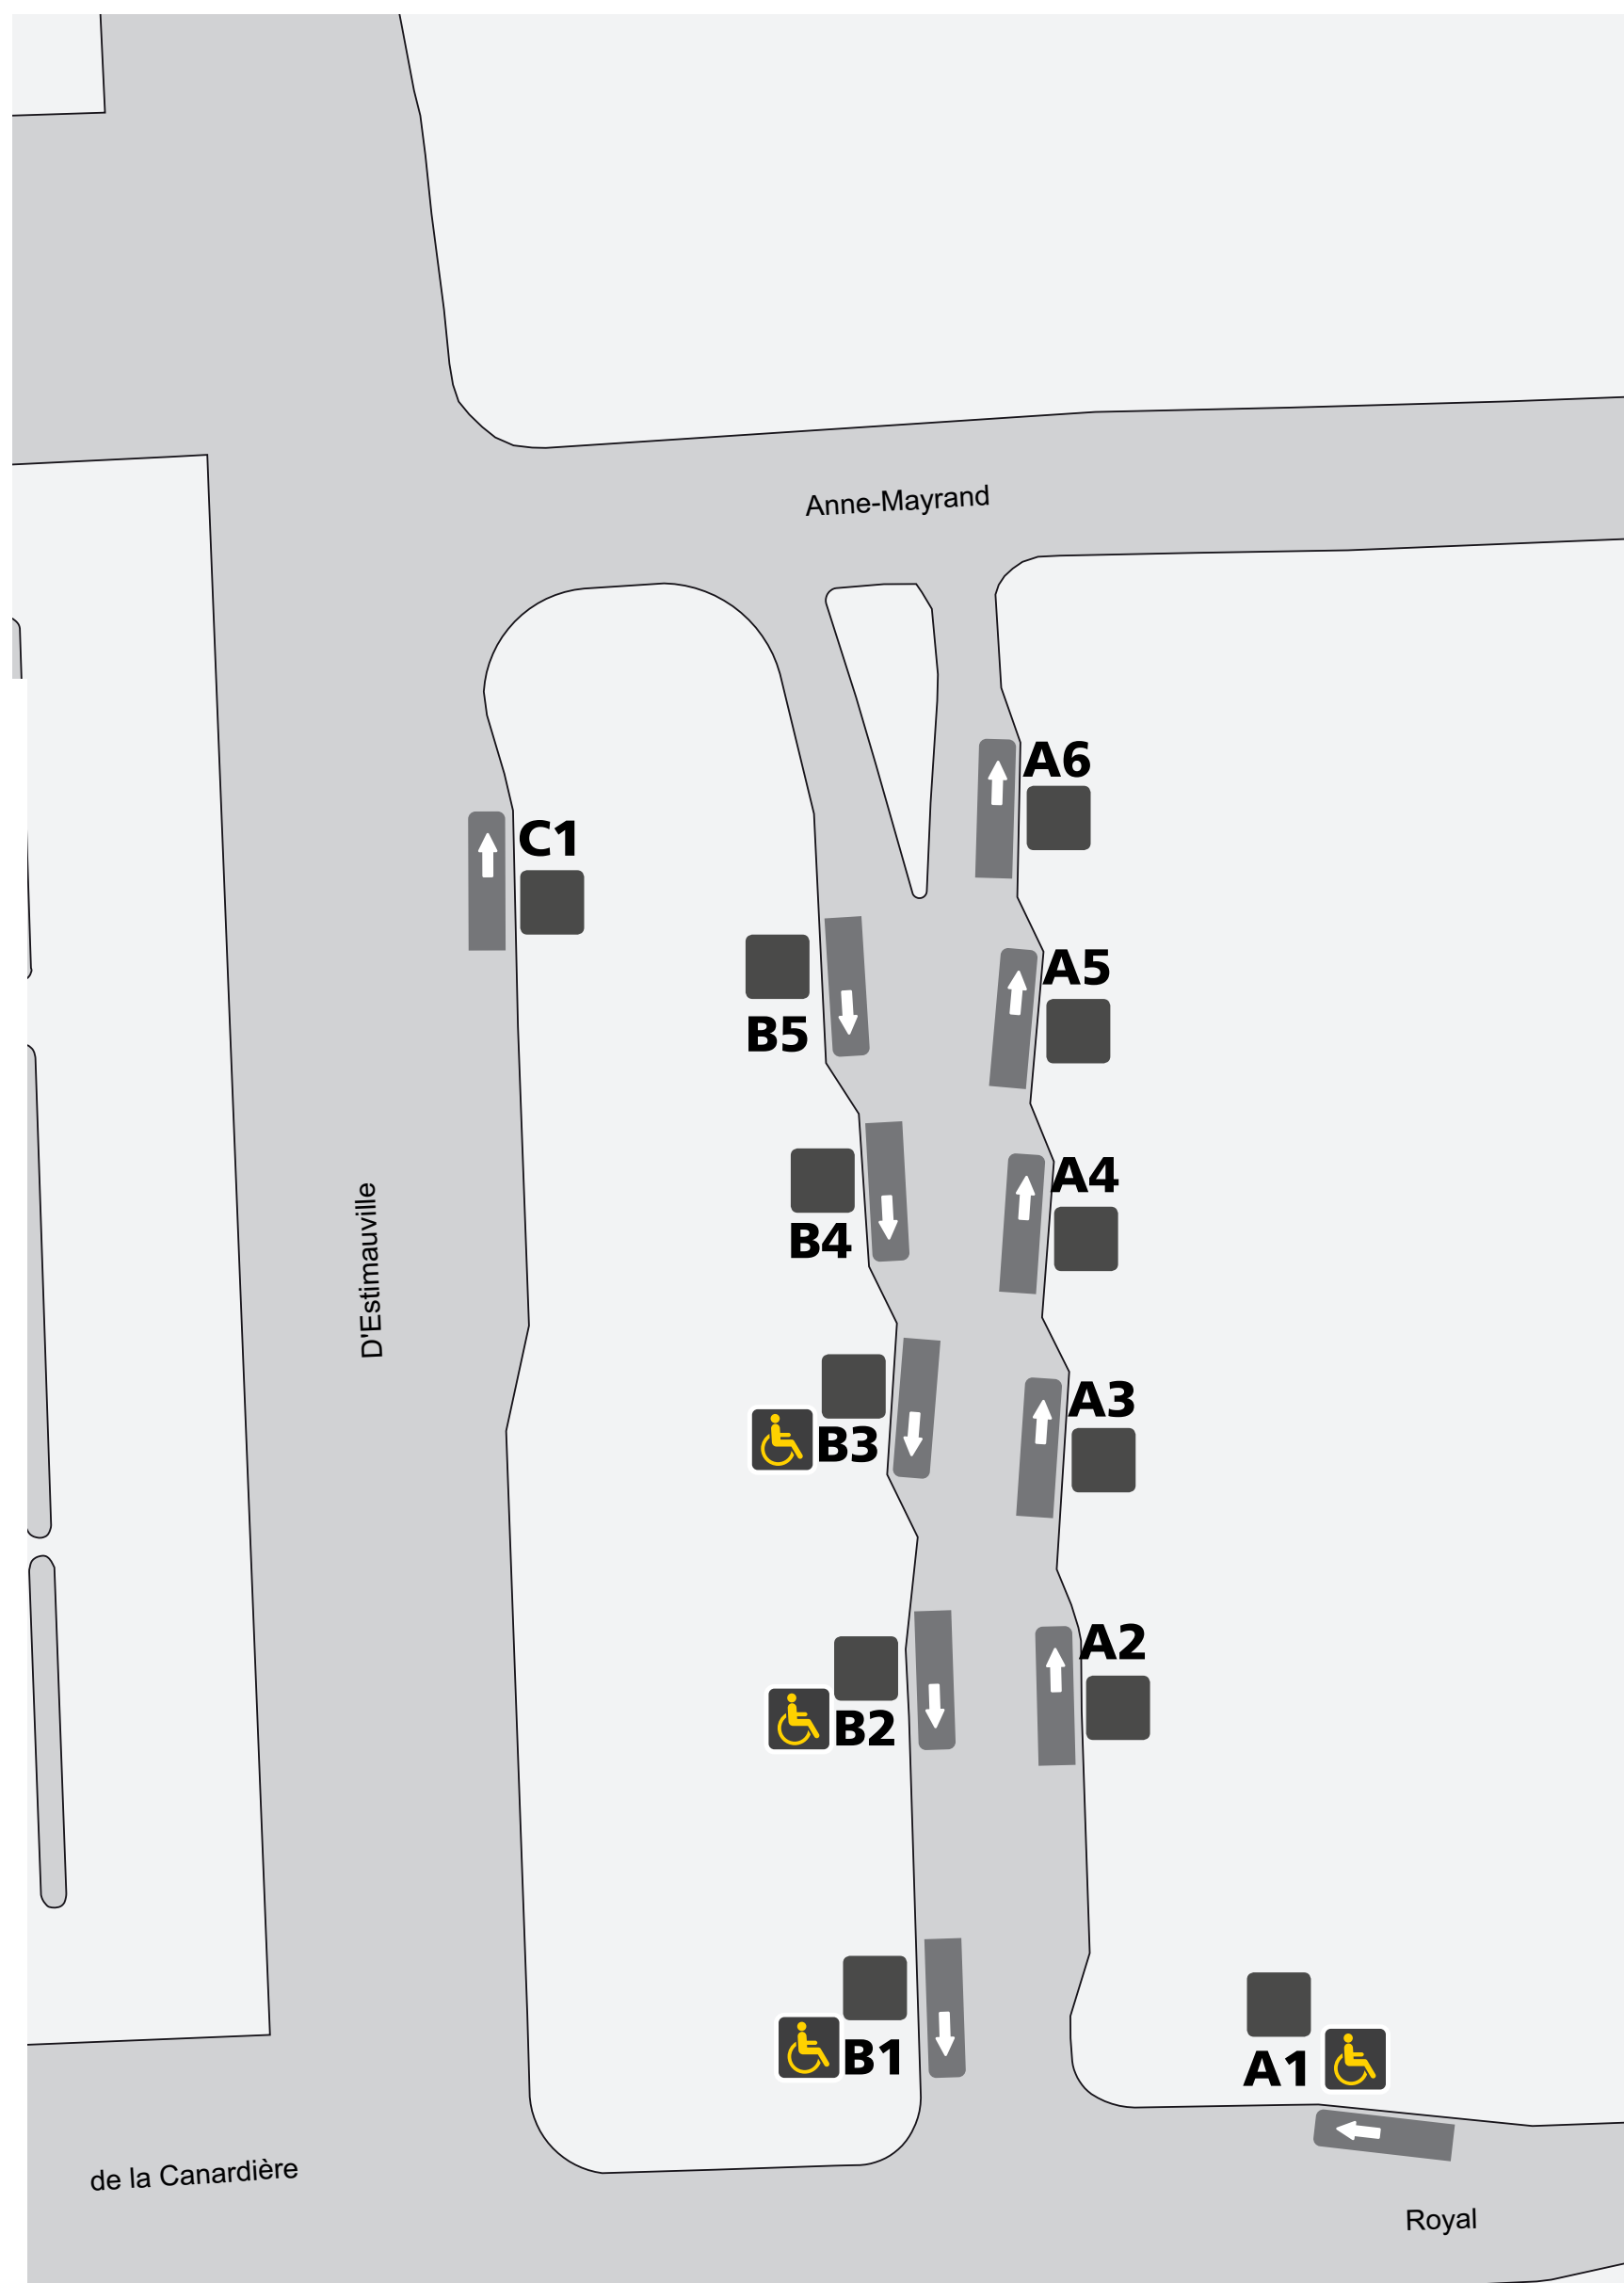 Anne-Mayrand
A6
C1
A5
B5
A4
B4
D'Estimauville
A3
B3
A2
B2
B1
A1
de la Canardière
Royal